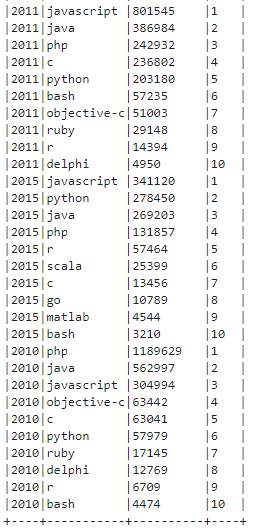 |2011|javascript |801545    |1   |
|2011|java       |386984    |2   |
|2011|php        |242932    |3   |
|2011|c          |236802    |4   |
|2011|python     |203180    |5   |
|2011|bash       |57235     |6   |
|2011|objective-c|51003     |7   |
|2011|ruby       |29148     |8   |
|2011|r          |14394     |9   |
|2011|delphi     |4950      |10  |
|2015|javascript |341120    |1   |
|2015|python     |278450    |2   |
|2015|java       |269203    |3   |
|2015|php        |131857    |4   |
|2015|r          |57464     |5   |
|2015|scala      |25399     |6   |
|2015|c          |13456     |7   |
|2015|go         |10789     |8   |
|2015|matlab     |4544      |9   |
|2015|bash       |3210      |10  |
|2010|php        |1189629   |1   |
|2010|java       |562997    |2   |
|2010|javascript |304994    |3   |
|2010|objective-c|63442     |4   |
|2010|c          |63041     |5   |
|2010|python     |57979     |6   |
|2010|ruby       |17145     |7   |
|2010|delphi     |12769     |8   |
|2010|r          |6709      |9   |
|2010|bash       |4474      |10  |
+----+-----------+----------+----+